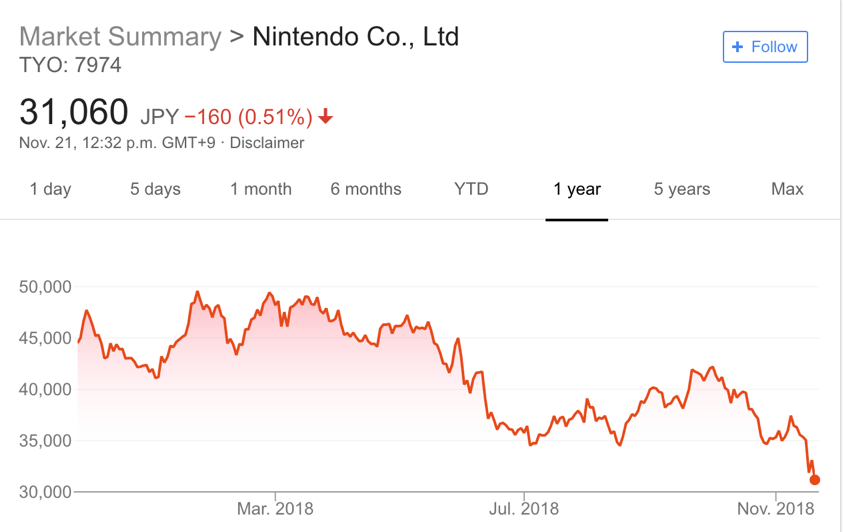 Market Summary > Nintendo Co., Ltd
TYO: 7974
+ Follow
31,060 JPY −160 (0.51%)
Nov. 21, 12:32 p.m. GMT+9 · Disclaimer
1 day 5 days 1 month 6 months YTD 1 year 5 years Max
50,000
45,000
40,000
35,000
30,000
Mar. 2018 Jul. 2018 Nov. 2018